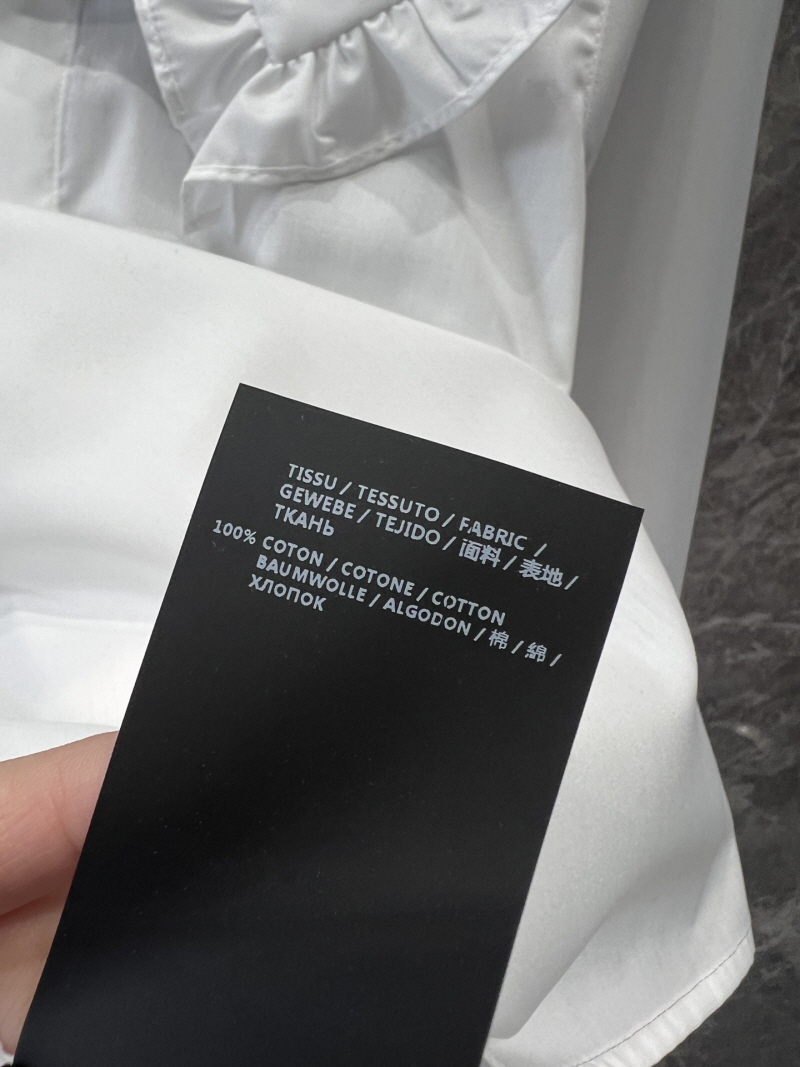 TISSU / TESSUTO / FABRIC /
GEWEBE / TEJIDO / 面料 / 表地 /
ТКАНЬ
100% COTON / COTONE / COTTON
BAUMWOLLE / ALGODON / 棉 / 綿 /
ХЛОПОК